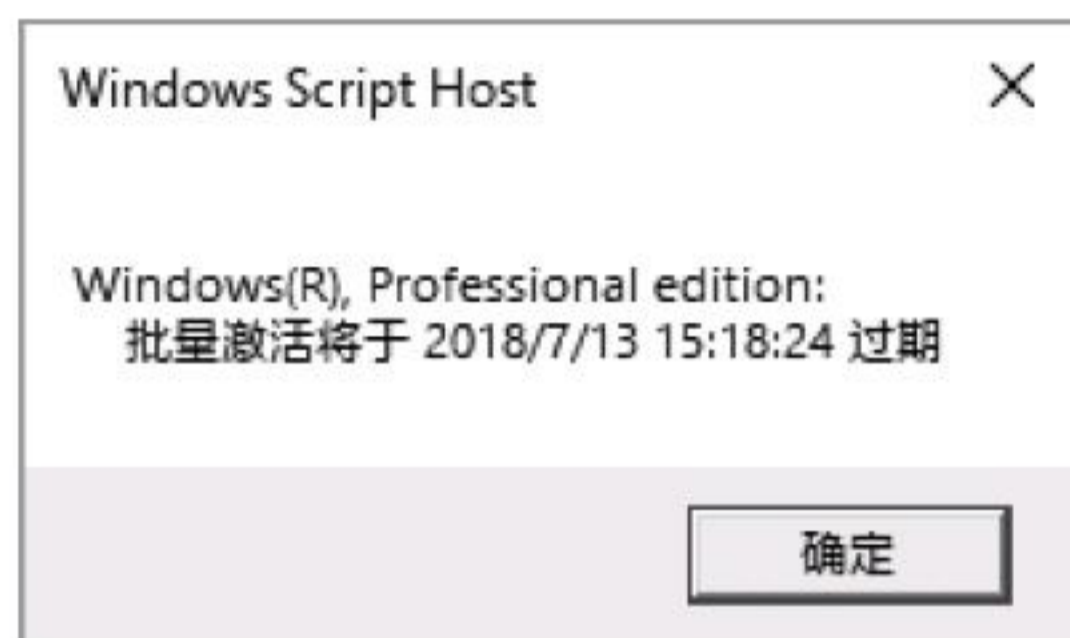 Windows Script Host
Windows(R), Professional edition:
批量激活将于 2018/7/13 15:18:24 过期
确定